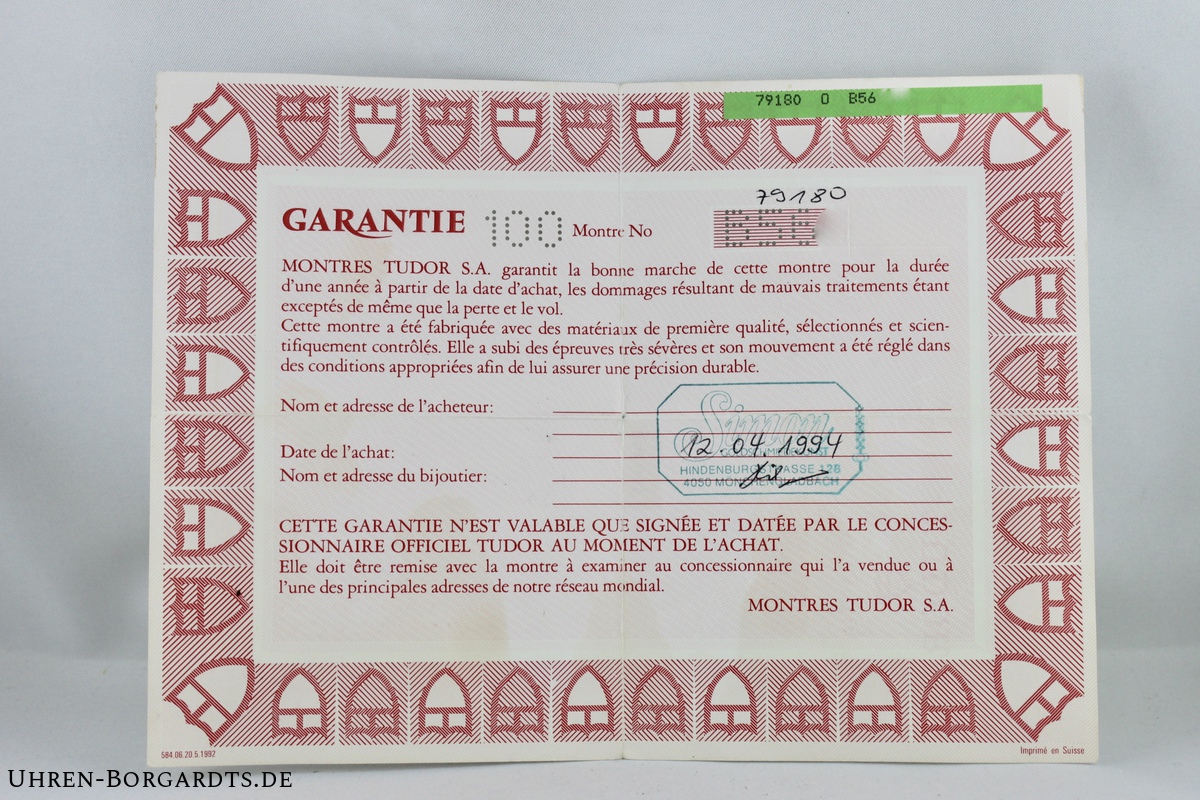 79180 0 B56
79180
GARANTIE 100 Montre No B56
MONTRES TUDOR S.A. garantit la bonne marche de cette montre pour la durée
d'une année à partir de la date d'achat, les dommages résultant de mauvais traitements étant
exceptés de même que la perte et le vol.
Cette montre a été fabriquée avec des matériaux de première qualité, sélectionnés et scien-
tifiquement contrôlés. Elle a subi des épreuves très sévères et son mouvement a été réglé dans
des conditions appropriées afin de lui assurer une précision durable.
Nom et adresse de l'acheteur:
Simon
Date de l'achat: 12.04.1994
Nom et adresse du bijoutier:
HINDENBURGSTRASSE 128
4050 MÖNCHENGLADBACH
CETTE GARANTIE N'EST VALABLE QUE SIGNÉE ET DATÉE PAR LE CONCES-
SIONNAIRE OFFICIEL TUDOR AU MOMENT DE L'ACHAT.
Elle doit être remise avec la montre à examiner au concessionnaire qui l'a vendue ou à
l'une des principales adresses de notre réseau mondial.
MONTRES TUDOR S.A.
584.06.20.5.1992
Imprimé en Suisse
UHREN-BORGARDTS.DE